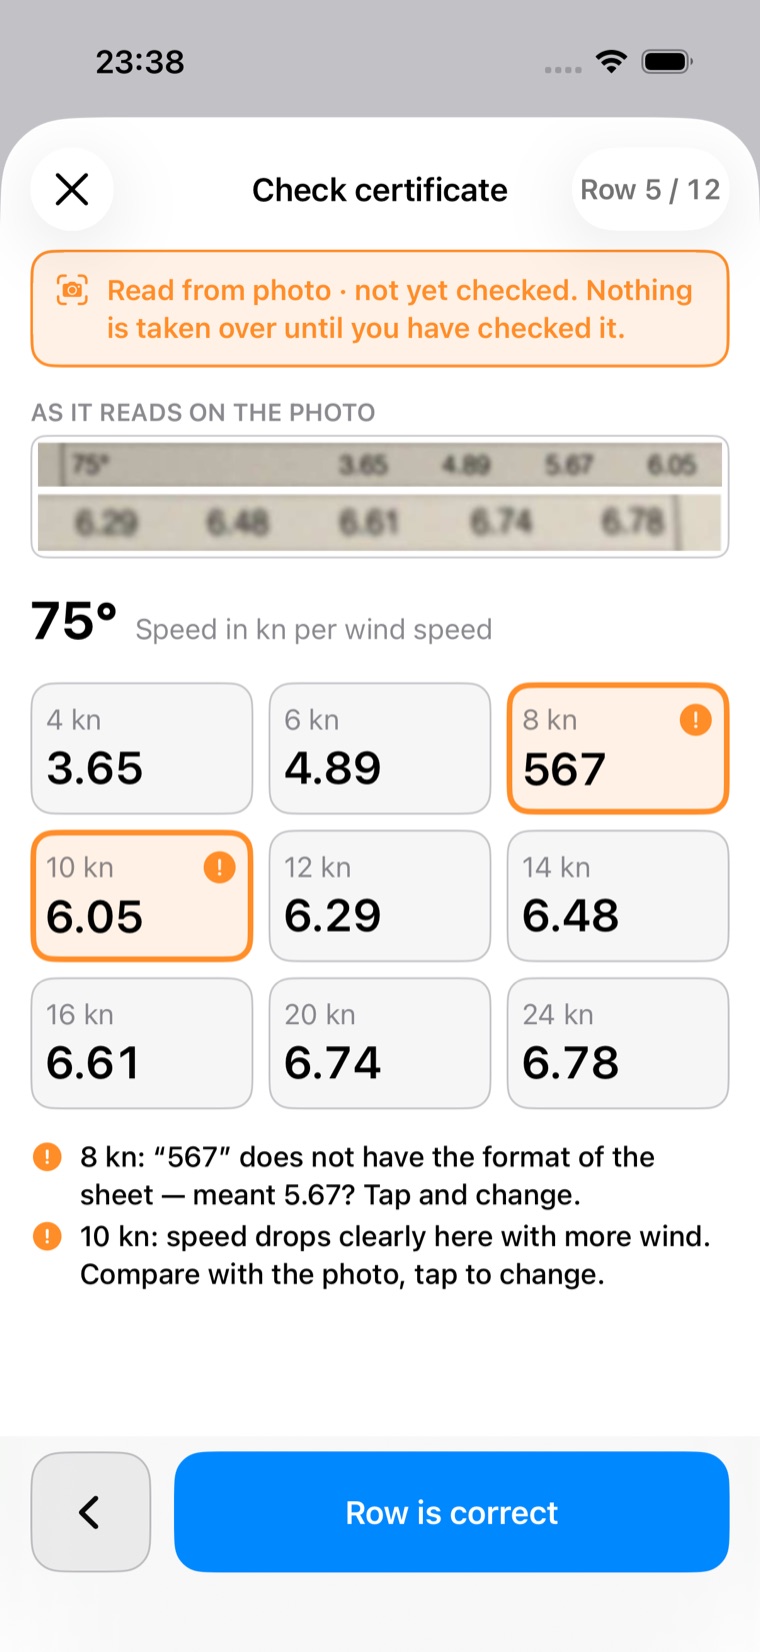 23:38
Check certificate
Row 5 / 12
Read from photo · not yet checked. Nothing
is taken over until you have checked it.
AS IT READS ON THE PHOTO
75° 3.65 4.89 5.67 6.05
6.29 6.48 6.61 6.74 6.78
75° Speed in kn per wind speed
4 kn 6 kn 8 kn
3.65 4.89 567
10 kn 12 kn 14 kn
6.05 6.29 6.48
16 kn 20 kn 24 kn
6.61 6.74 6.78
8 kn: “567” does not have the format of the
sheet — meant 5.67? Tap and change.
10 kn: speed drops clearly here with more wind.
Compare with the photo, tap to change.
Row is correct